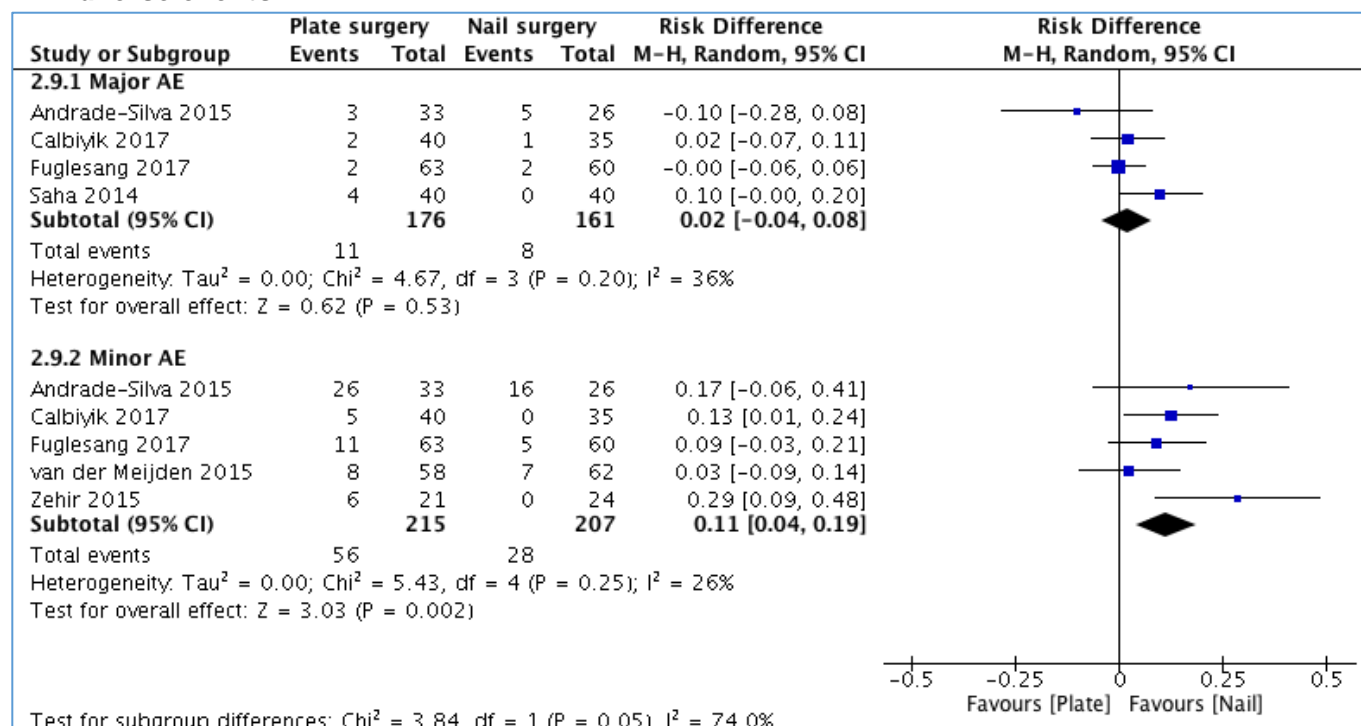 Plate surgery Nail surgery Risk Difference Risk Difference
Study or Subgroup Events Total Events Total M-H, Random, 95% CI M-H, Random, 95% CI
2.9.1 Major AE
Andrade-Silva 2015 3 33 5 26 -0.10 [-0.28, 0.08]
Calbiyik 2017 2 40 1 35 0.02 [-0.07, 0.11]
Fuglesang 2017 2 63 2 60 -0.00 [-0.06, 0.06]
Saha 2014 4 40 0 40 0.10 [-0.00, 0.20]
Subtotal (95% CI) 176 161 0.02 [-0.04, 0.08]
Total events 11 8
Heterogeneity: Tau² = 0.00; Chi² = 4.67, df = 3 (P = 0.20); I² = 36%
Test for overall effect: Z = 0.62 (P = 0.53)
2.9.2 Minor AE
Andrade-Silva 2015 26 33 16 26 0.17 [-0.06, 0.41]
Calbiyik 2017 5 40 0 35 0.13 [0.01, 0.24]
Fuglesang 2017 11 63 5 60 0.09 [-0.03, 0.21]
van der Meijden 2015 8 58 7 62 0.03 [-0.09, 0.14]
Zehir 2015 6 21 0 24 0.29 [0.09, 0.48]
Subtotal (95% CI) 215 207 0.11 [0.04, 0.19]
Total events 56 28
Heterogeneity: Tau² = 0.00; Chi² = 5.43, df = 4 (P = 0.25); I² = 26%
Test for overall effect: Z = 3.03 (P = 0.002)
-0.5 -0.25 0 0.25 0.5
Favours [Plate] Favours [Nail]
Test for subgroup differences: Chi² = 3.84, df = 1 (P = 0.05), I² = 74.0%